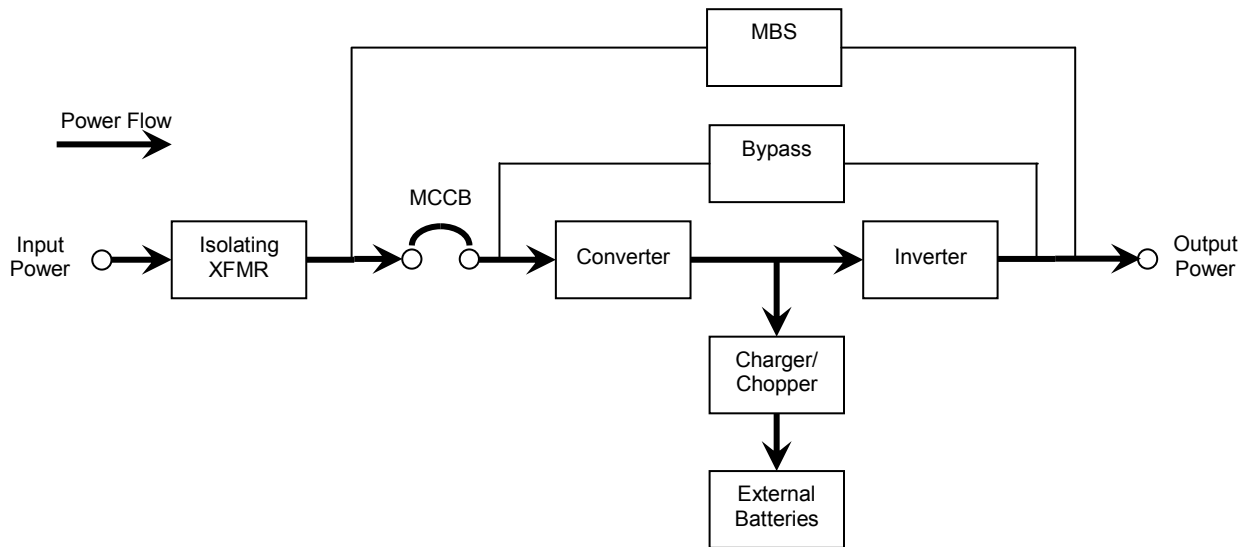 MBS
Power Flow
Bypass
MCCB
Input
Power
Isolating
XFMR
Converter
Inverter
Output
Power
Charger/
Chopper
External
Batteries